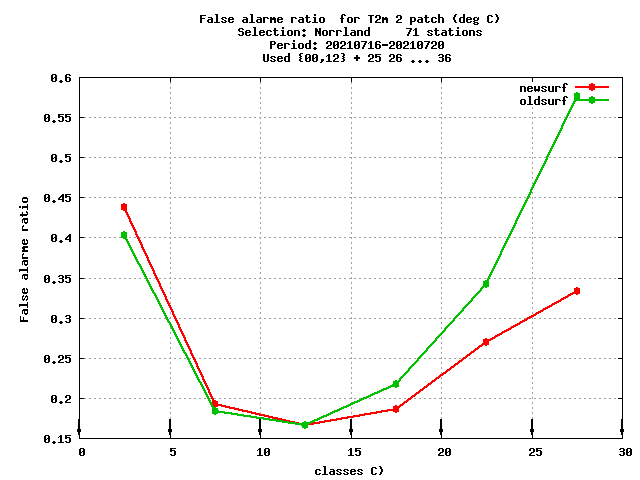 False alarme ratio  for T2m 2 patch (deg C)
Selection: Norrland     71 stations
Period: 20210716-20210720
Used {00,12} + 25 26 ... 36
newsurf
oldsurf
False alarme ratio
0.6
0.55
0.5
0.45
0.4
0.35
0.3
0.25
0.2
0.15
0 5 10 15 20 25 30
classes C)